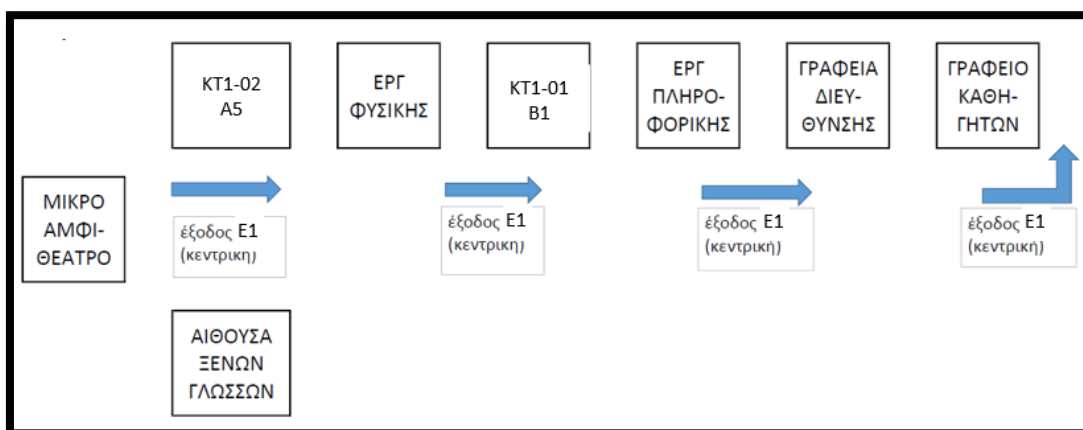 ΚΤ1-02
Α5
ΕΡΓ
ΦΥΣΙΚΗΣ
ΚΤ1-01
Β1
ΕΡΓ
ΠΛΗΡΟ-
ΦΟΡΙΚΗΣ
ΓΡΑΦΕΙΑ
ΔΙΕΥ-
ΘΥΝΣΗΣ
ΓΡΑΦΕΙΟ
ΚΑΘΗ-
ΓΗΤΩΝ
ΜΙΚΡΟ
ΑΜΦΙ-
ΘΕΑΤΡΟ
έξοδος Ε1
(κεντρικη)
έξοδος Ε1
(κεντρικη)
έξοδος Ε1
(κεντρική)
έξοδος Ε1
(κεντρική)
ΑΙΘΟΥΣΑ
ΞΕΝΩΝ
ΓΛΩΣΣΩΝ